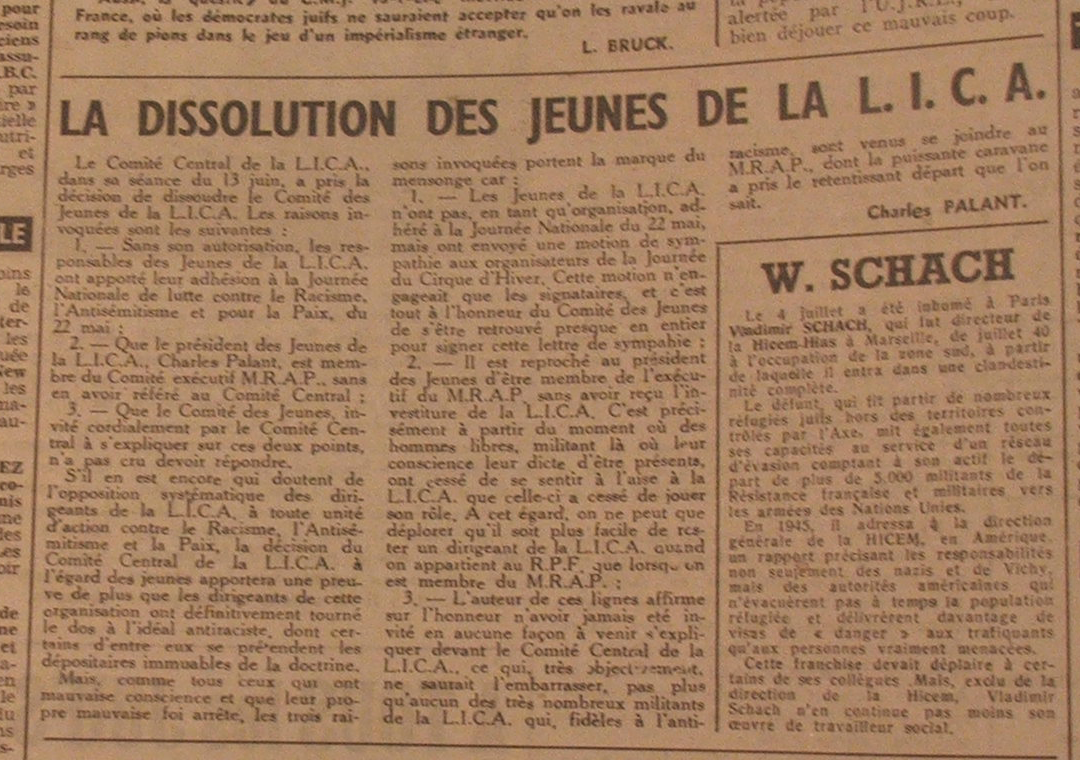 France, où les démocrates juifs ne sauraient accepter qu'on les ravale au
rang de pions dans le jeu d'un impérialisme étranger.
L. BRUCK.
alertée par l'U.J.R.E.,
bien déjouer ce mauvais coup.
LA DISSOLUTION DES JEUNES DE LA L. I. C. A.
Le Comité Central de la L.I.C.A.,
dans sa séance du 13 juin, a pris la
décision de dissoudre le Comité des
Jeunes de la L.I.C.A. Les raisons in-
voquées sont les suivantes :
1. — Sans son autorisation, les res-
ponsables des Jeunes de la L.I.C.A.
ont apporté leur adhésion à la Journée
Nationale de lutte contre le Racisme,
l'Antisémitisme et pour la Paix, du
22 mai ;
2. — Que le président des Jeunes de
la L.I.C.A., Charles Palant, est mem-
bre du Comité exécutif M.R.A.P., sans
en avoir référé au Comité Central ;
3. — Que le Comité des Jeunes, in-
vité cordialement par le Comité Cen-
tral à s'expliquer sur ces deux points,
n'a pas cru devoir répondre.
S'il en est encore qui doutent de
l'opposition systématique des diri-
geants de la L.I.C.A. à toute unité
d'action contre le Racisme, l'Antisé-
mitisme et la Paix, la décision du
Comité Central de la L.I.C.A. à
l'égard des jeunes apportera une preu-
ve de plus que les dirigeants de cette
organisation ont définitivement tourné
le dos à l'idéal antiraciste, dont cer-
tains d'entre eux se prétendent les
dépositaires immuables de la doctrine.
Mais, comme tous ceux qui ont
mauvaise conscience et que leur pro-
pre mauvaise foi arrête, les trois rai-
sons invoquées portent la marque du
mensonge car :
1. — Les Jeunes de la L.I.C.A.
n'ont pas, en tant qu'organisation, ad-
héré à la Journée Nationale du 22 mai,
mais ont envoyé une motion de sym-
pathie aux organisateurs de la Journée
du Cirque d'Hiver. Cette motion n'en-
gageait que les signataires, et c'est
tout à l'honneur du Comité des Jeunes
de s'être retrouvé presque en entier
pour signer cette lettre de sympahie ;
2. — Il est reproché au président
des Jeunes d'être membre de l'exécu-
tif du M.R.A.P. sans avoir reçu l'in-
vestiture de la L.I.C.A. C'est préci-
sément à partir du moment où des
hommes libres, militant là où leur
conscience leur dicte d'être présents,
ont cessé de se sentir à l'aise à la
L.I.C.A. que celle-ci a cessé de jouer
son rôle. A cet égard, on ne peut que
déplorer qu'il soit plus facile de res-
ter un dirigeant de la L.I.C.A. quand
on appartient au R.P.F. que lorsqu'on
est membre du M.R.A.P. ;
3. — L'auteur de ces lignes affirme
sur l'honneur n'avoir jamais eté in-
vité en aucune façon à venir s'expli-
quer devant le Comité Central de la
L.I.C.A., ce qui, très objectivement,
ne saurait l'embarrasser, pas plus
qu'aucun des très nombreux militants
de la L.I.C.A. qui, fidèles à l'anti-
racisme, sont venus se joindre au
M.R.A.P., dont la puissante caravane
a pris le retentissant départ que l'on
sait.
Charles PALANT.
W. SCHACH
Le 4 juillet a été inhumé à Paris
Vladimir SCHACH, qui fut directeur de
la Hicem-Hias à Marseille, de juillet 40
à l'occupation de la zone sud, à partir
de laquelle il entra dans une clandesti-
nité complète.
Le défunt, qui fit partir de nombreux
réfugiés juifs hors des territoires con-
trôlés par l'Axe, mit également toutes
ses capacités au service d'un réseau
d'évasion comptant à son actif le dé-
part de plus de 5.000 militants de la
Résistance française et militaires vers
les armées des Nations Unies.
En 1945, il adressa à la direction
générale de la HICEM, en Amérique,
un rapport précisant les responsabilités
non seulement des nazis et de Vichy,
mais des autorités américaines qui
n'évacuèrent pas à temps la population
réfugiée et délivrèrent davantage de
visas de « danger » aux trafiquants
qu'aux personnes vraiment menacées.
Cette franchise devait déplaire à cer-
tains de ses collègues. Mais, exclu de la
direction de la Hicem, Vladimir
Schach n'en continue pas moins son
œuvre de travailleur social.